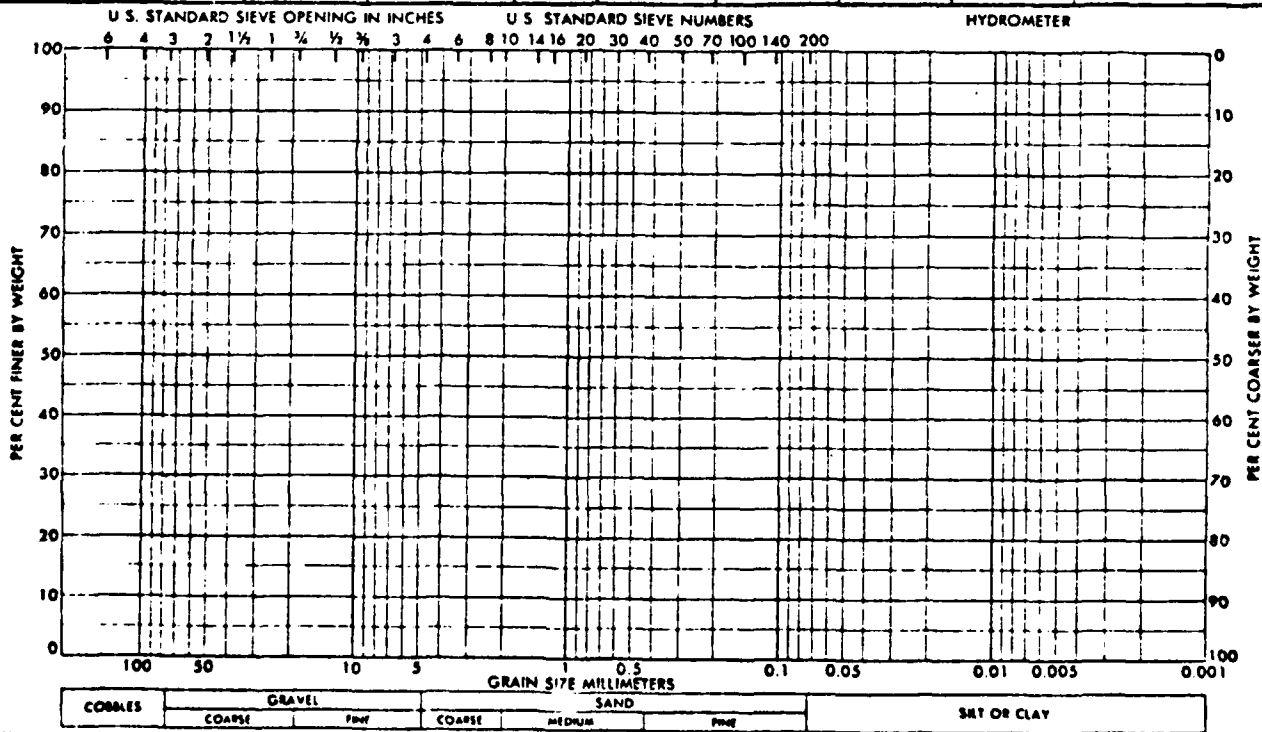 U S. STANDARD SIEVE OPENING IN INCHES U S STANDARD SIEVE NUMBERS HYDROMETER
6 4 3 2 1½ 1 ¾ ½ ⅜ 3 4 6 8 10 14 16 20 30 40 50 70 100 140 200
100 0
90 10
80 20
70 30
60 40
50 50
40 60
30 70
20 80
10 90
0 100
PER CENT FINER BY WEIGHT
PER CENT COARSER BY WEIGHT
100 50 10 5 1 0.5 0.1 0.05 0.01 0.005 0.001
GRAIN SIZE MILLIMETERS
COBBLES GRAVEL SAND SILT OR CLAY
COARSE FINE COARSE MEDIUM FINE